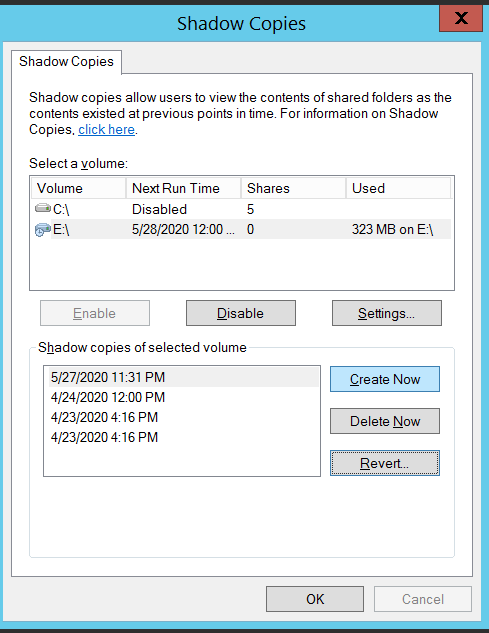 Shadow Copies
X
Shadow Copies
Shadow copies allow users to view the contents of shared folders as the
contents existed at previous points in time. For information on Shadow
Copies, click here.
Select a volume:
Volume Next Run Time Shares Used
C:\ Disabled 5
E:\ 5/28/2020 12:00 ... 0 323 MB on E:\
Enable Disable Settings...
Shadow copies of selected volume
5/27/2020 11:31 PM
4/24/2020 12:00 PM
4/23/2020 4:16 PM
4/23/2020 4:16 PM
Create Now
Delete Now
Revert...
OK Cancel